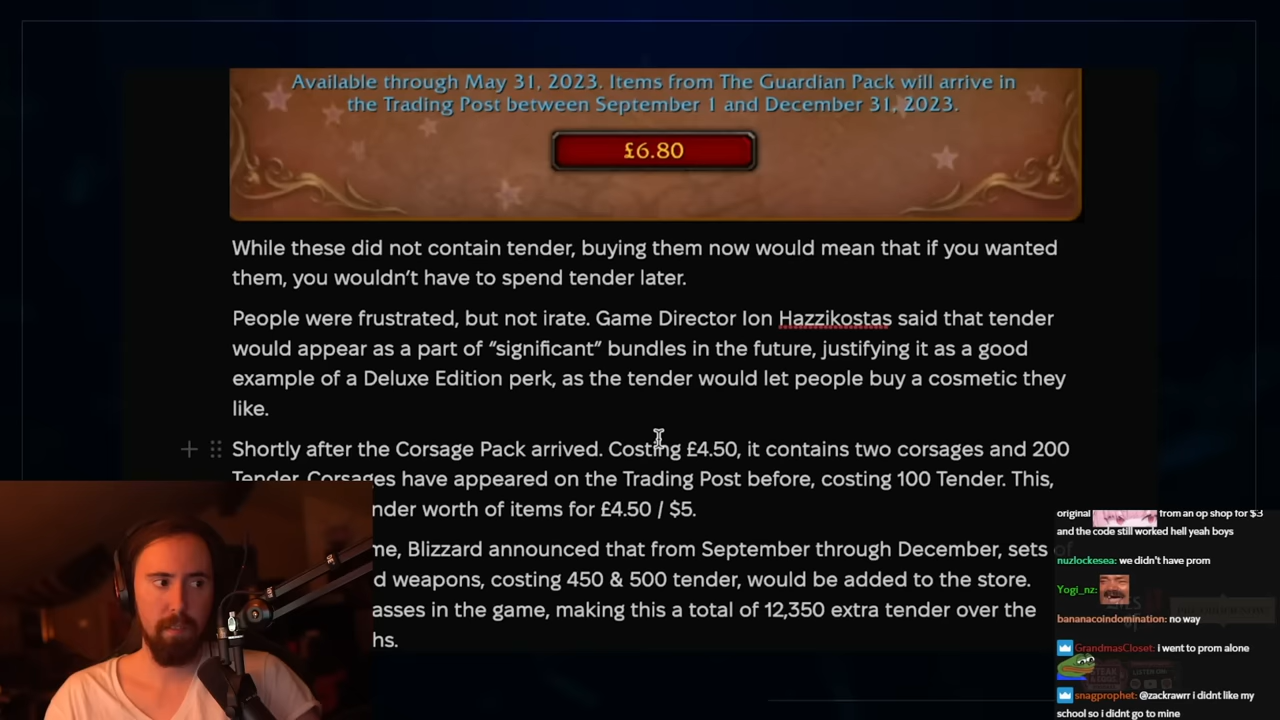 Available through May 31, 2023. Items from The Guardian Pack will arrive in
the Trading Post between September 1 and December 31, 2023.
£6.80
While these did not contain tender, buying them now would mean that if you wanted
them, you wouldn't have to spend tender later.
People were frustrated, but not irate. Game Director Ion Hazzikostas said that tender
would appear as a part of "significant" bundles in the future, justifying it as a good
example of a Deluxe Edition perk, as the tender would let people buy a cosmetic they
like.
Shortly after the Corsage Pack arrived. Costing £4.50, it contains two corsages and 200
Tender. Corsages have appeared on the Trading Post before, costing 100 Tender. This,
nder worth of items for £4.50 / $5.
me, Blizzard announced that from September through December, sets of
d weapons, costing 450 & 500 tender, would be added to the store.
asses in the game, making this a total of 12,350 extra tender over the
hs.
original from an op shop for $3
and the code still worked hell yeah boys
nuzlockesea: we didn't have prom
Yogi_nz:
bananacoindomination: no way
GrandmasCloset: i went to prom alone
snagprophet: @zackrawrr i didnt like my
school so i didnt go to mine